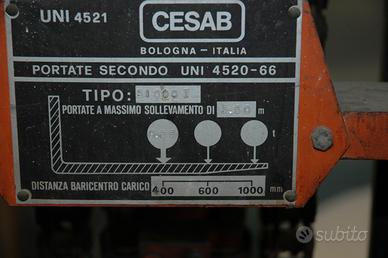 UNI 4521
CESAB
BOLOGNA - ITALIA
PORTATE SECONDO UNI 4520-66
TIPO:
PORTATE A MASSIMO SOLLEVAMENTO DI m
t
DISTANZA BARICENTRO CARICO 400 600 1000 mm
subito